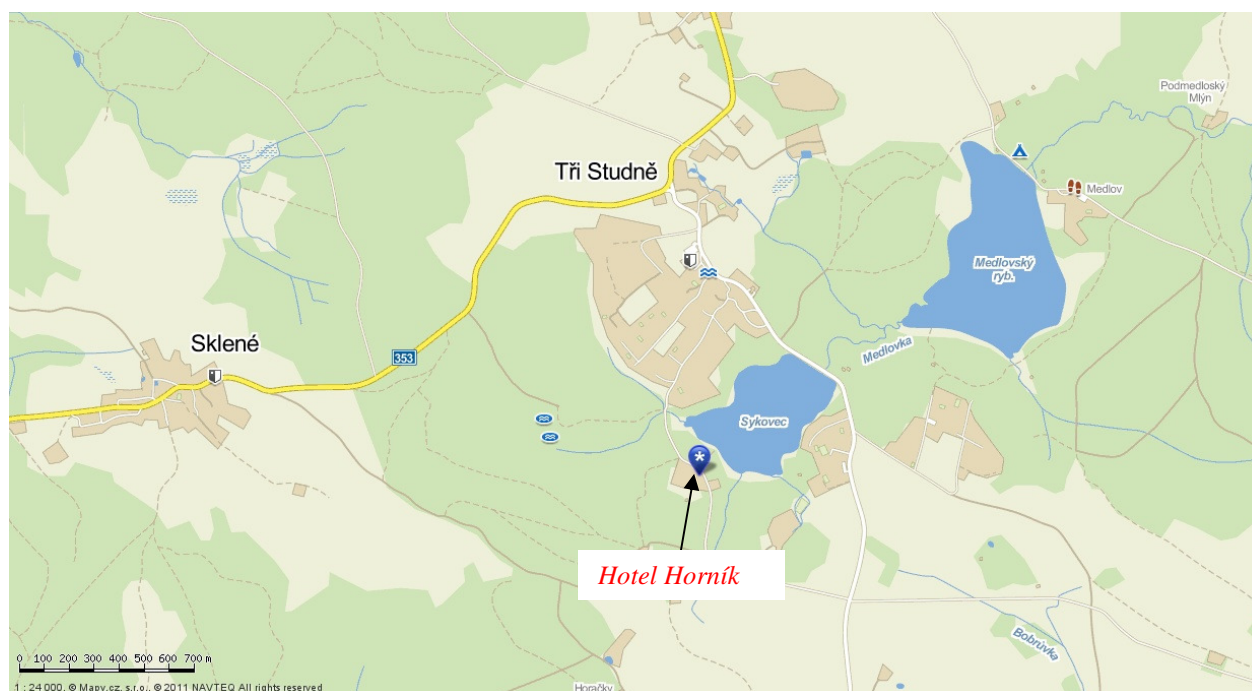 Podmedloský
Mlýn
Tři Studně
Medlov
Medlovský
ryb.
Sklené
353
Medlovka
Sykovec
Hotel Horník
Bobrůvka
0 100 200 300 400 500 600 700 m
1 : 24 000, © Mapy.cz, s.r.o., © 2011 NAVTEQ All rights reserved
Horačky